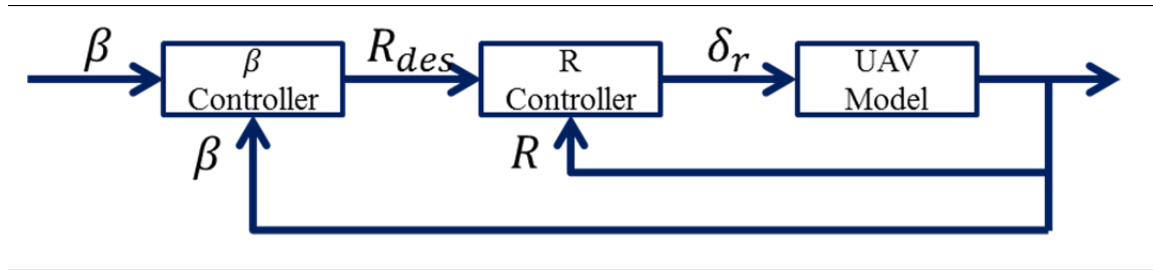 β
β
Controller
R_des
R
Controller
δ_r
UAV
Model
β
R